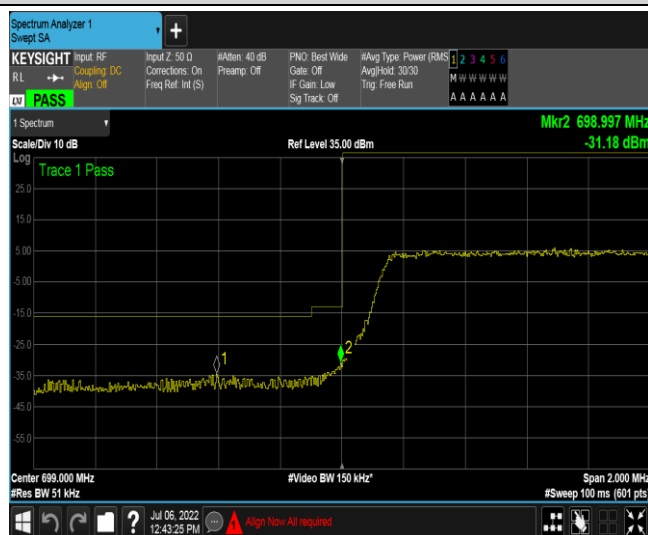 Spectrum Analyzer 1
Swept SA
+
KEYSIGHT
RL
LXI PASS
Input: RF
Coupling: DC
Align: Off
Input Z: 50 Ω
Corrections: On
Freq Ref: Int (S)
#Atten: 40 dB
Preamp: Off
PNO: Best Wide
Gate: Off
IF Gain: Low
Sig Track: Off
#Avg Type: Power (RMS
Avg|Hold: 30/30
Trig: Free Run
1 2 3 4 5 6
M W W W W W
A A A A A A
1 Spectrum
Mkr2 698.997 MHz
Scale/Div 10 dB
Ref Level 35.00 dBm
-31.18 dBm
Log
Trace 1 Pass
25.0
15.0
5.00
-5.00
-15.0
-25.0
-35.0
-45.0
-55.0
1
2
Center 699.000 MHz
#Video BW 150 kHz*
Span 2.000 MHz
#Res BW 51 kHz
#Sweep 100 ms (601 pts)
?
Jul 06, 2022
12:43:25 PM
Align Now All required